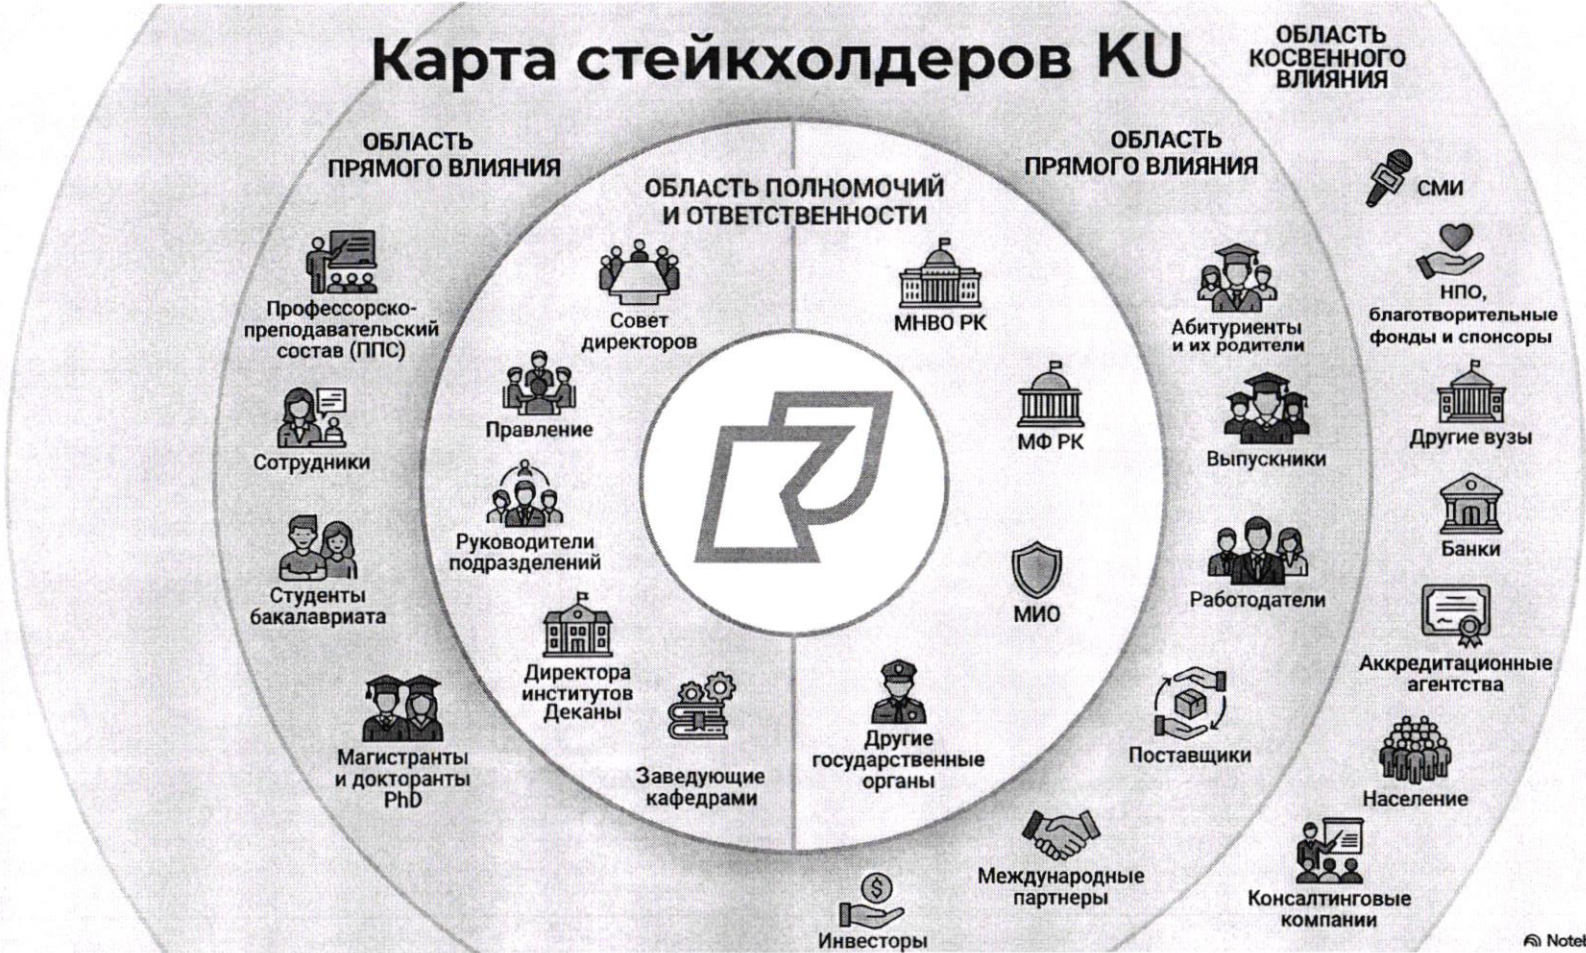 Карта стейкхолдеров KU
ОБЛАСТЬ
КОСВЕННОГО
ВЛИЯНИЯ
ОБЛАСТЬ
ПРЯМОГО ВЛИЯНИЯ
ОБЛАСТЬ ПОЛНОМОЧИЙ
И ОТВЕТСТВЕННОСТИ
ОБЛАСТЬ
ПРЯМОГО ВЛИЯНИЯ
Профессорско-
преподавательский
состав (ППС)
Сотрудники
Студенты
бакалавриата
Магистранты
и докторанты
PhD
Совет
директоров
Правление
Руководители
подразделений
Директора
институтов
Деканы
Заведующие
кафедрами
МНВО РК
МФ РК
МИО
Другие
государственные
органы
Абитуриенты
и их родители
Выпускники
Работодатели
Поставщики
Международные
партнеры
Инвесторы
СМИ
НПО,
благотворительные
фонды и спонсоры
Другие вузы
Банки
Аккредитационные
агентства
Население
Консалтинговые
компании